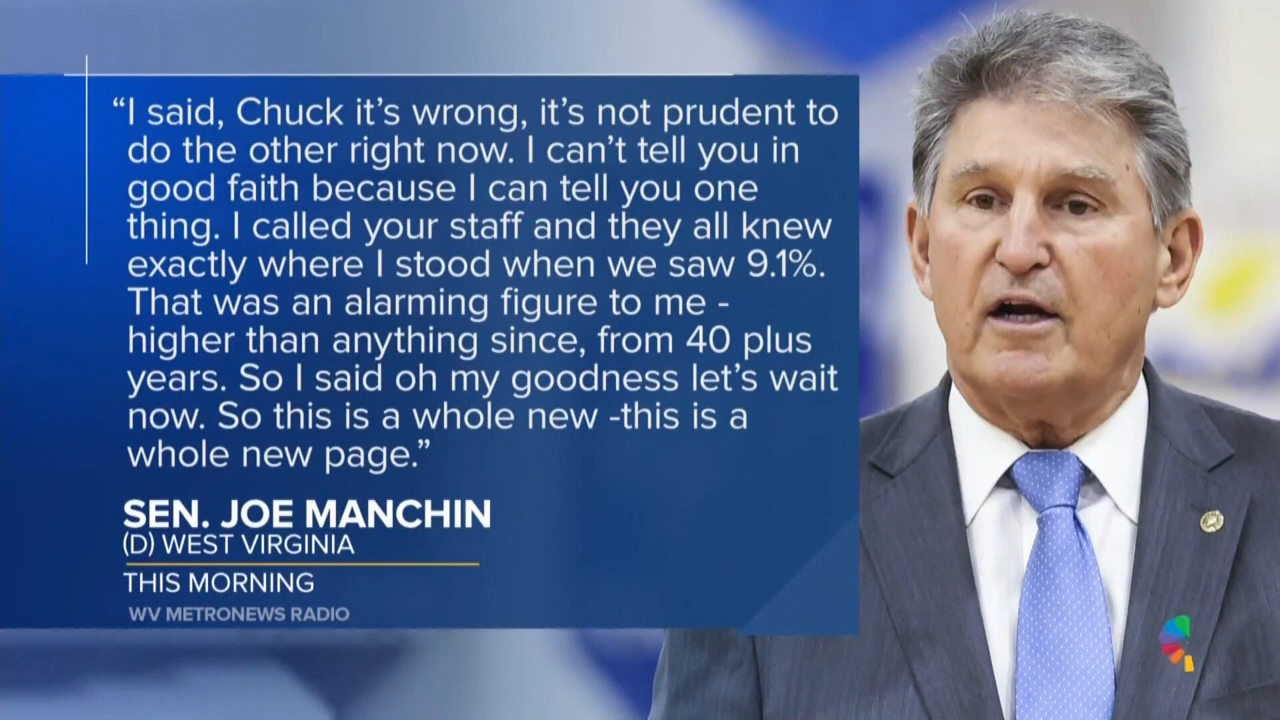 “I said, Chuck it’s wrong, it’s not prudent to
do the other right now. I can’t tell you in
good faith because I can tell you one
thing. I called your staff and they all knew
exactly where I stood when we saw 9.1%.
That was an alarming figure to me -
higher than anything since, from 40 plus
years. So I said oh my goodness let’s wait
now. So this is a whole new -this is a
whole new page.”
SEN. JOE MANCHIN
(D) WEST VIRGINIA
THIS MORNING
WV METRONEWS RADIO